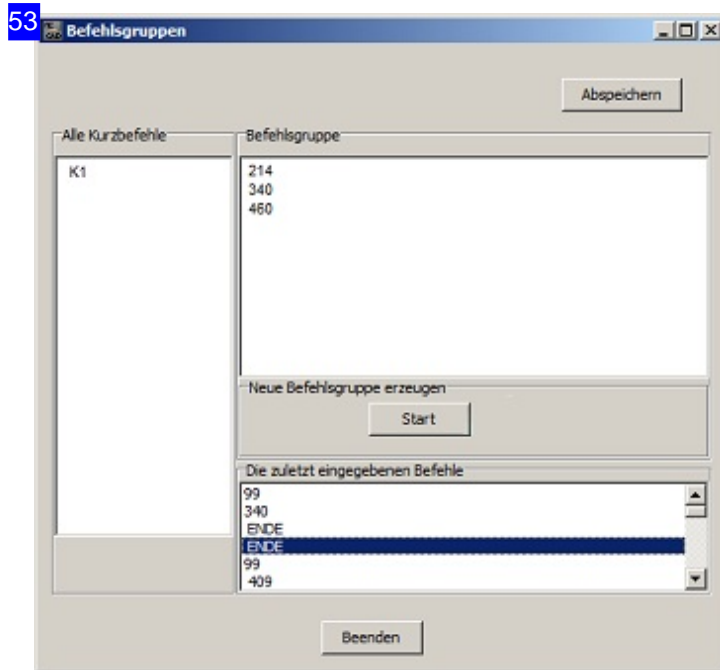 53
Befehlsgruppen
Abspeichern
Alle Kurzbefehle
K1
Befehlsgruppe
214
340
460
Neue Befehlsgruppe erzeugen
Start
Die zuletzt eingegebenen Befehle
99
340
ENDE
ENDE
99
409
Beenden